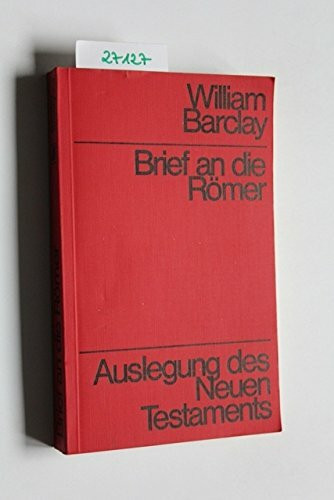 27127
William
Barclay
Brief an die
Römer
Auslegung des
Neuen
Testaments